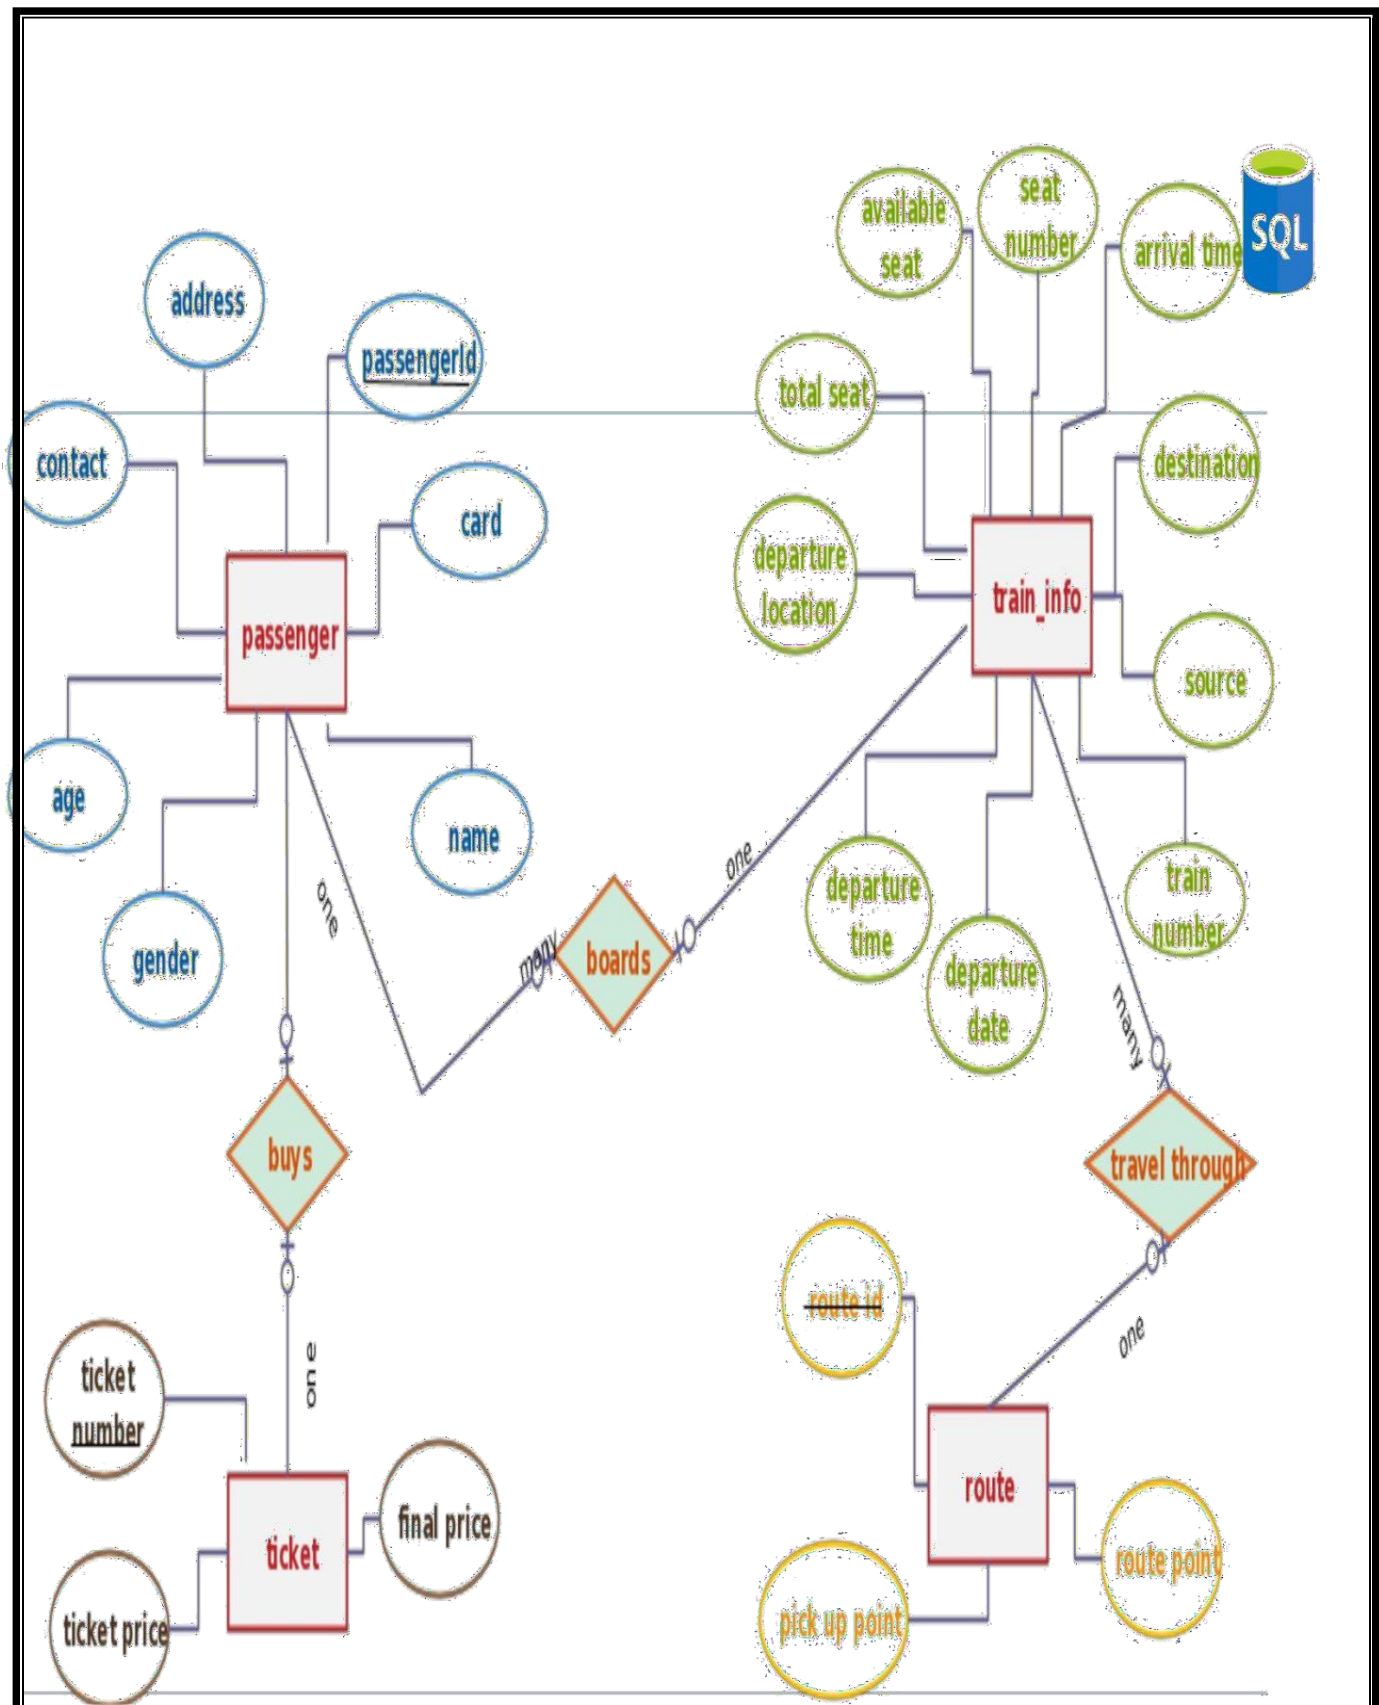 available
seat
seat
number
arrival time
SQL
address
passengerId
total seat
destination
contact
card
departure
location
train_info
passenger
source
age
name
one
one
many
boards
departure
time
train
number
gender
departure
date
many
buys
travel through
route id
one
one
ticket
number
final price
route
ticket
route point
ticket price
pick up point